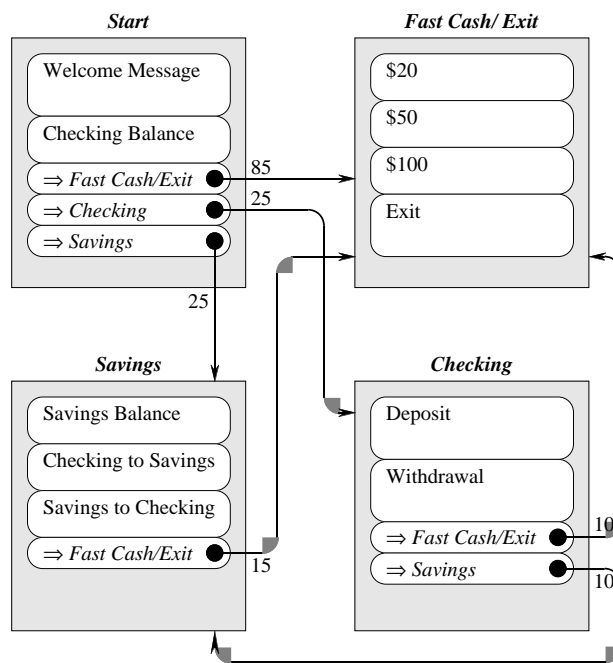 Start
Welcome Message
Checking Balance
⇒ Fast Cash/Exit
⇒ Checking
⇒ Savings
85
25
25
Fast Cash/ Exit
$20
$50
$100
Exit
Savings
Savings Balance
Checking to Savings
Savings to Checking
⇒ Fast Cash/Exit
15
Checking
Deposit
Withdrawal
⇒ Fast Cash/Exit
⇒ Savings
10
10